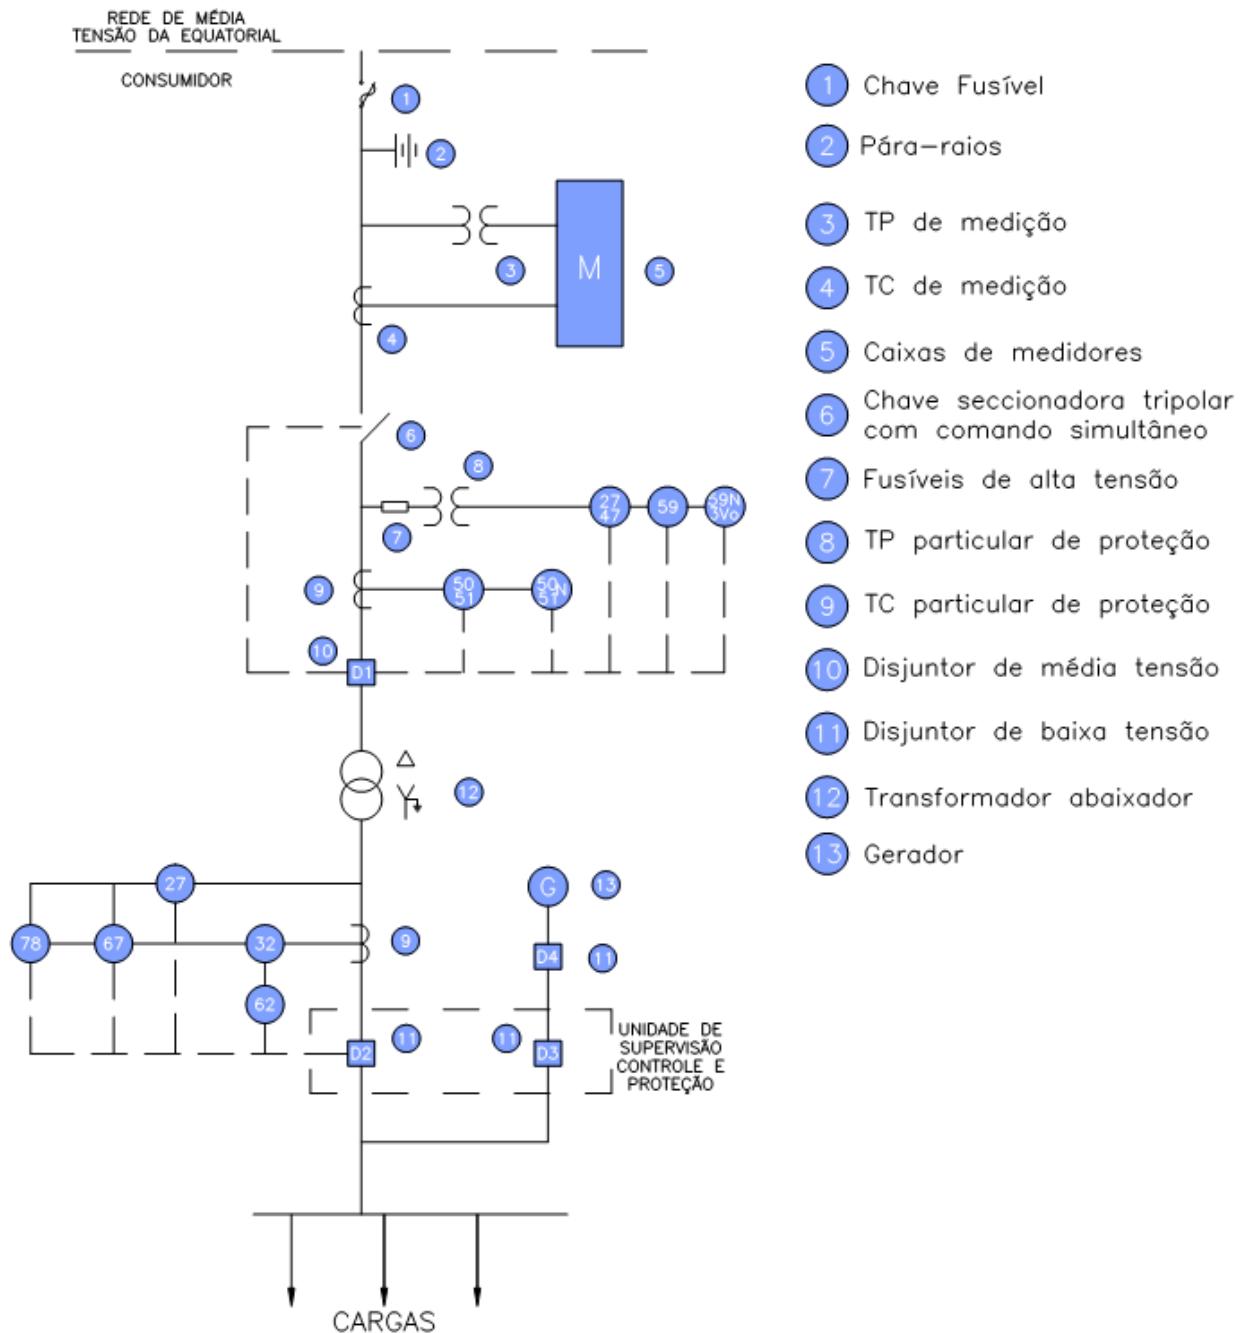 REDE DE MÉDIA
TENSÃO DA EQUATORIAL
CONSUMIDOR
1
2
3
M
5
4
6
8
7
27
47
59
59N
3Vo
9
50
51
50
51
N
10
D1
12
27
G
13
78
67
32
9
D4
11
62
11
11
D2
D3
UNIDADE DE
SUPERVISÃO
CONTROLE E
PROTEÇÃO
CARGAS
1 Chave Fusível
2 Pára-raios
3 TP de medição
4 TC de medição
5 Caixas de medidores
6 Chave seccionadora tripolar
com comando simultâneo
7 Fusíveis de alta tensão
8 TP particular de proteção
9 TC particular de proteção
10 Disjuntor de média tensão
11 Disjuntor de baixa tensão
12 Transformador abaixador
13 Gerador